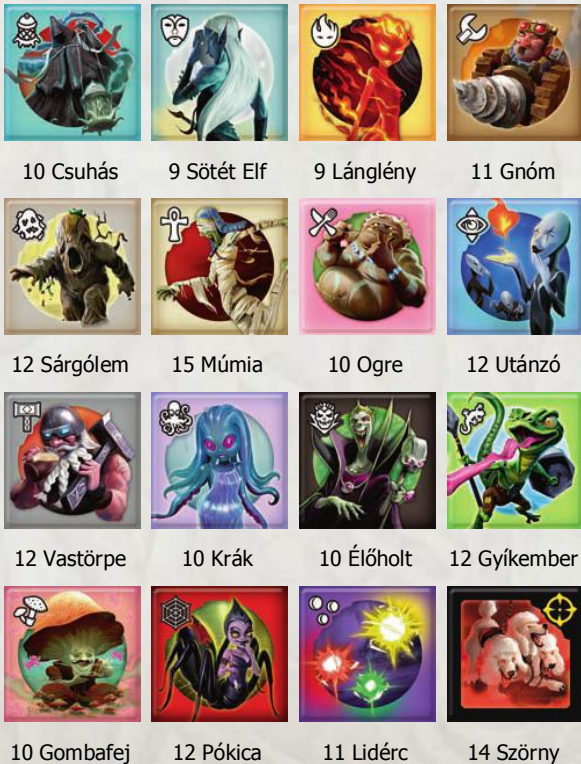 10 Csuhás 9 Sötét Elf 9 Lánglény 11 Gnóm
12 Sárgólem 15 Múmia 10 Ogre 12 Utánzó
12 Vastörpe 10 Krák 10 Élőholt 12 Gyíkember
10 Gombafej 12 Pókica 11 Lidérc 14 Szörny